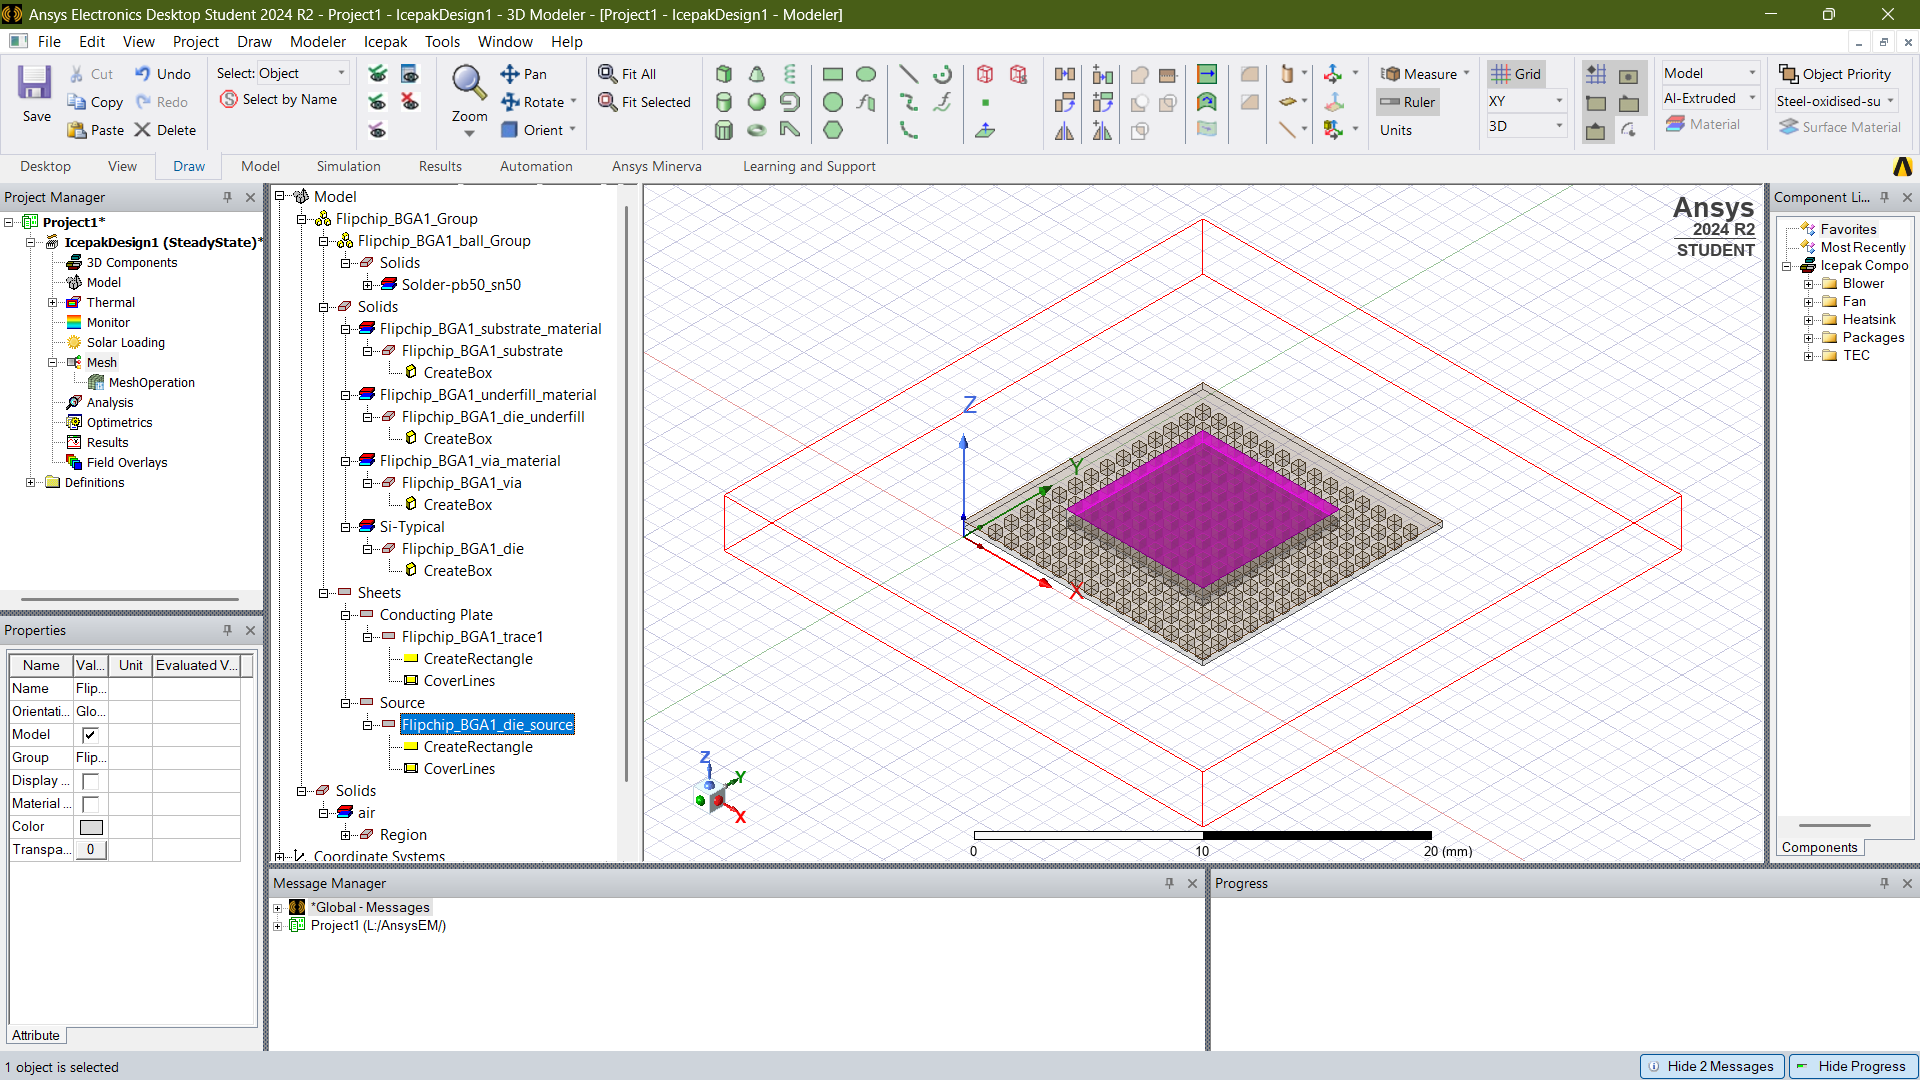 Ansys Electronics Desktop Student 2024 R2 - Project1 - IcepakDesign1 - 3D Modeler - [Project1 - IcepakDesign1 - Modeler]
File Edit View Project Draw Modeler Icepak Tools Window Help
Save
Cut
Copy
Paste
Undo
Redo
Delete
Select: Object
Select by Name
Zoom
Pan
Rotate
Orient
Fit All
Fit Selected
Measure
Ruler
Units
Grid
XY
3D
Model
Al-Extruded
Material
Object Priority
Steel-oxidised-su
Surface Material
Desktop View Draw Model Simulation Results Automation Ansys Minerva Learning and Support
Project Manager
Project1*
IcepakDesign1 (SteadyState)*
3D Components
Model
Thermal
Monitor
Solar Loading
Mesh
MeshOperation
Analysis
Optimetrics
Results
Field Overlays
Definitions
Properties
Name Val... Unit Evaluated V...
Name Flip...
Orientati... Glo...
Model
Group Flip...
Display ...
Material ...
Color
Transpa... 0
Attribute
Model
Flipchip_BGA1_Group
Flipchip_BGA1_ball_Group
Solids
Solder-pb50_sn50
Solids
Flipchip_BGA1_substrate_material
Flipchip_BGA1_substrate
CreateBox
Flipchip_BGA1_underfill_material
Flipchip_BGA1_die_underfill
CreateBox
Flipchip_BGA1_via_material
Flipchip_BGA1_via
CreateBox
Si-Typical
Flipchip_BGA1_die
CreateBox
Sheets
Conducting Plate
Flipchip_BGA1_trace1
CreateRectangle
CoverLines
Source
Flipchip_BGA1_die_source
CreateRectangle
CoverLines
Solids
air
Region
Coordinate Systems
Ansys
2024 R2
STUDENT
Z
Y
X
Z
Y
X
0 10 20 (mm)
Component Li...
Favorites
Most Recently
Icepak Compo
Blower
Fan
Heatsink
Packages
TEC
Components
Message Manager
*Global - Messages
Project1 (L:/AnsysEM/)
Progress
1 object is selected
Hide 2 Messages
Hide Progress